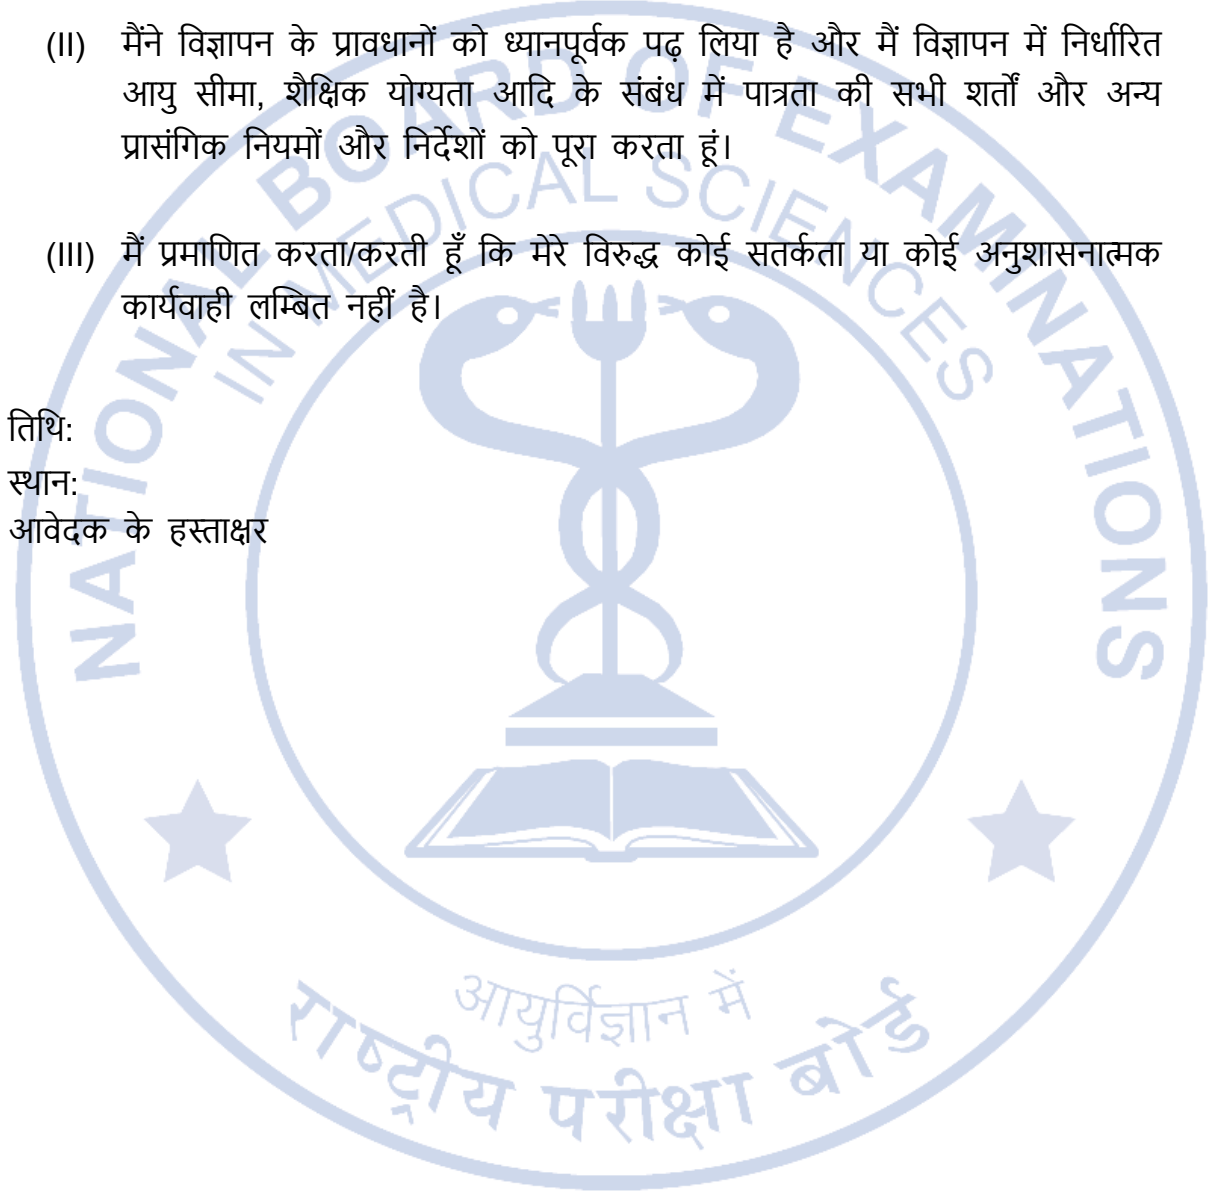 (II) मैंने विज्ञापन के प्रावधानों को ध्यानपूर्वक पढ़ लिया है और मैं विज्ञापन में निर्धारित
आयु सीमा, शैक्षिक योग्यता आदि के संबंध में पात्रता की सभी शर्तों और अन्य
प्रासंगिक नियमों और निर्देशों को पूरा करता हूं।
(III) मैं प्रमाणित करता/करती हूँ कि मेरे विरुद्ध कोई सतर्कता या कोई अनुशासनात्मक
कार्यवाही लम्बित नहीं है।
तिथि:
स्थान:
आवेदक के हस्ताक्षर
NATIONAL BOARD OF EXAMINATIONS
IN MEDICAL SCIENCES
आयुर्विज्ञान में
राष्ट्रीय परीक्षा बोर्ड